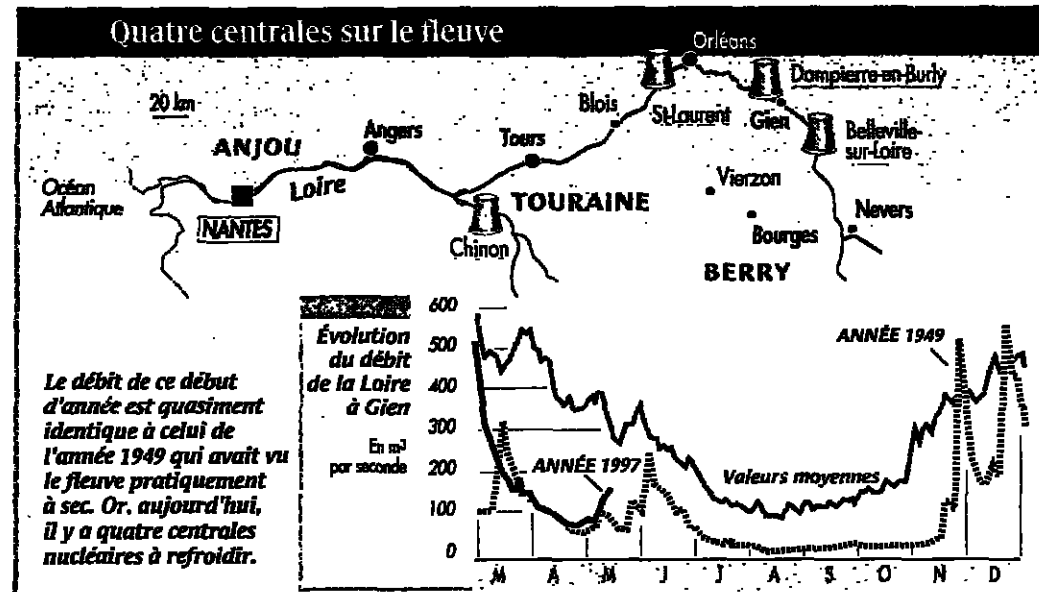 Quatre centrales sur le fleuve
Orléans
Dampierre-en-Burly
20 km
Blois
St-Laurent
Gien
Angers
Tours
Belleville-
sur-Loire
ANJOU
Loire
Océan
Atlantique
Vierzon
TOURAINE
NANTES
Nevers
Chinon
Bourges
BERRY
Évolution
du débit
de la Loire
à Gien
En m³
par seconde
600
500
400
300
200
100
0
ANNÉE 1949
ANNÉE 1997
Valeurs moyennes
M A M J J A S O N D
Le débit de ce début
d'année est quasiment
identique à celui de
l'année 1949 qui avait vu
le fleuve pratiquement
à sec. Or, aujourd'hui,
il y a quatre centrales
nucléaires à refroidir.